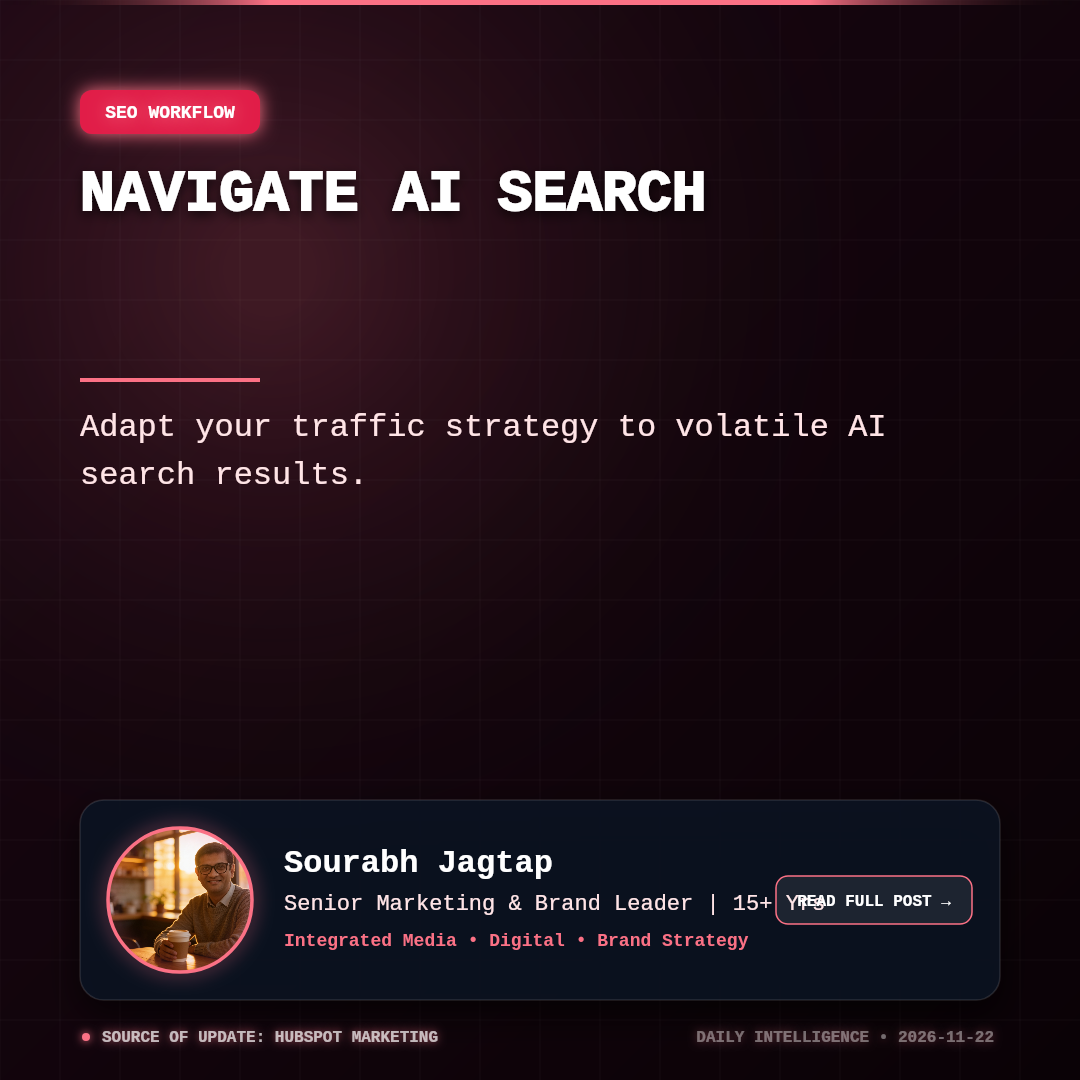 SEO WORKFLOW
NAVIGATE AI SEARCH
Adapt your traffic strategy to volatile AI
search results.
Sourabh Jagtap
Senior Marketing & Brand Leader | 15+ Yrs
READ FULL POST →
Integrated Media • Digital • Brand Strategy
SOURCE OF UPDATE: HUBSPOT MARKETING
DAILY INTELLIGENCE • 2026-11-22